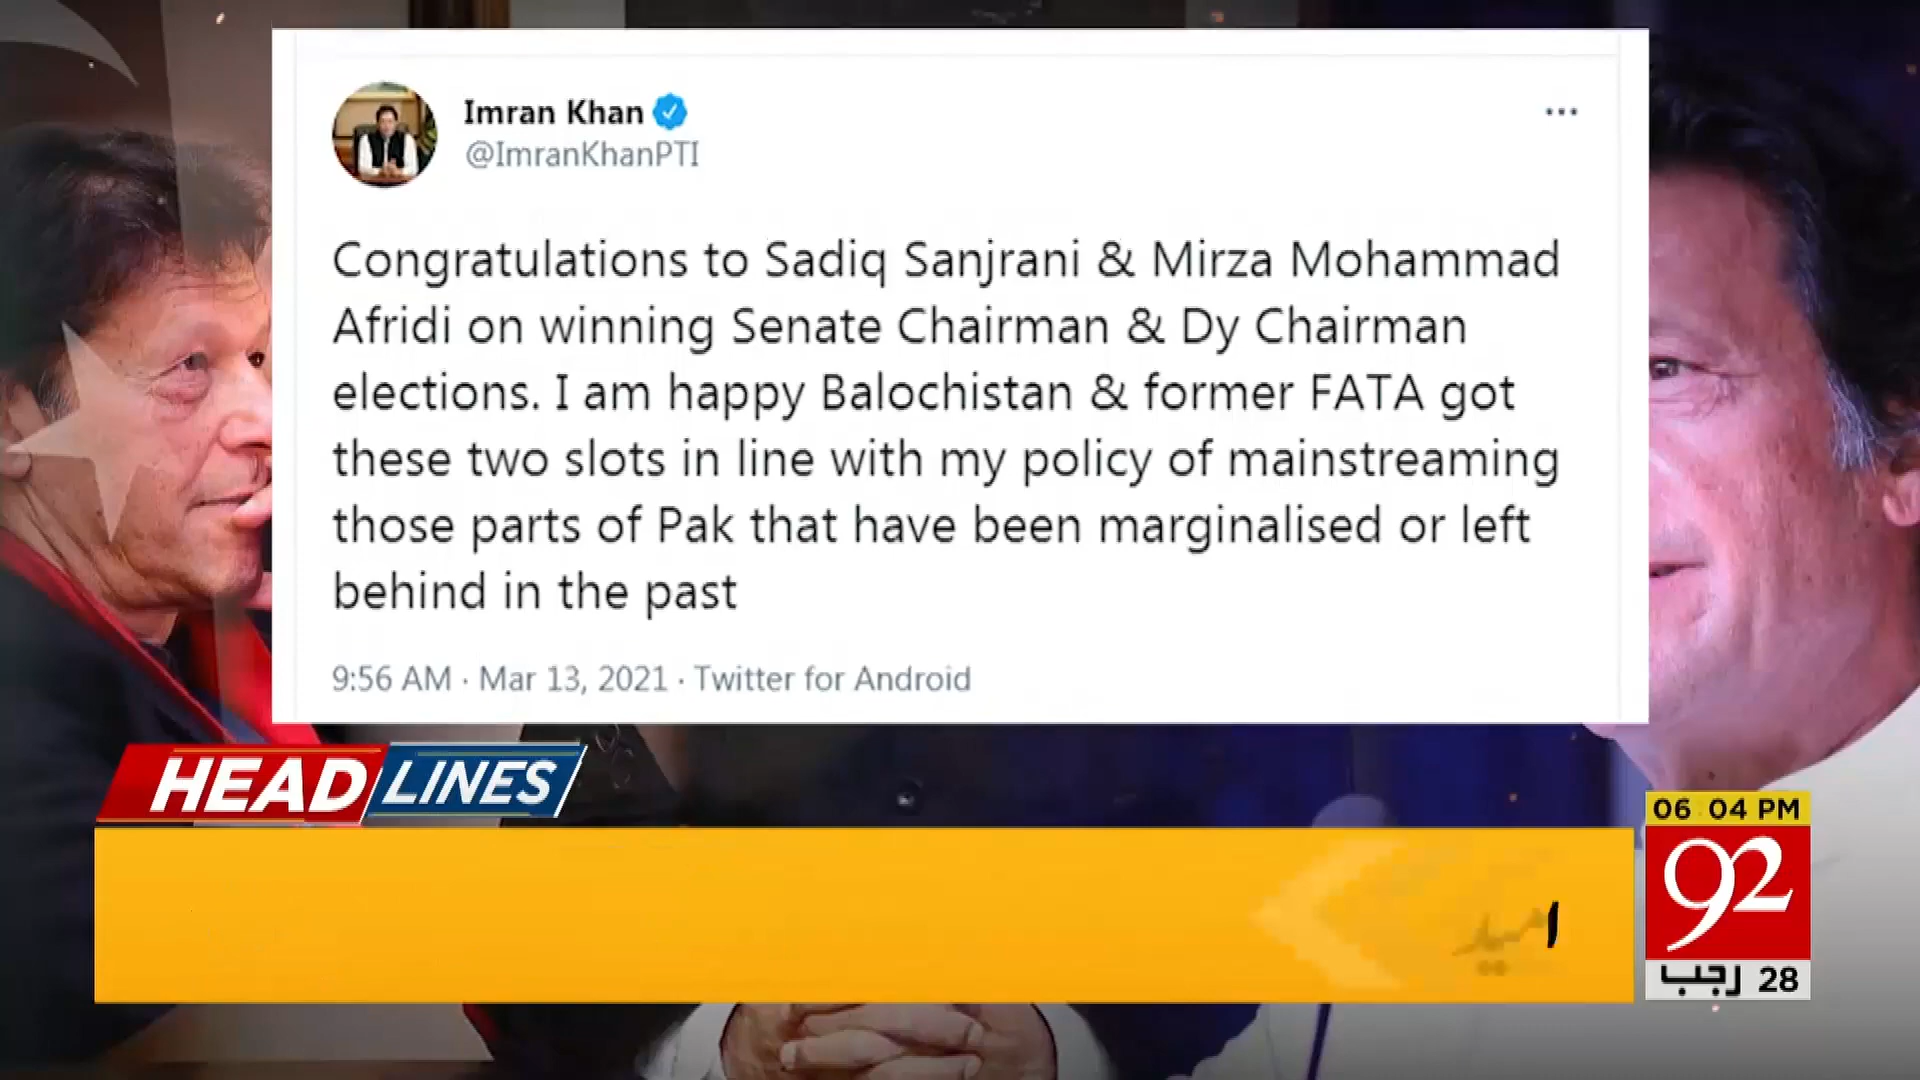 Imran Khan
@ImranKhanPTI
Congratulations to Sadiq Sanjrani & Mirza Mohammad
Afridi on winning Senate Chairman & Dy Chairman
elections. I am happy Balochistan & former FATA got
these two slots in line with my policy of mainstreaming
those parts of Pak that have been marginalised or left
behind in the past
9:56 AM · Mar 13, 2021 · Twitter for Android
HEADLINES
06 04 PM
92
28 رجب